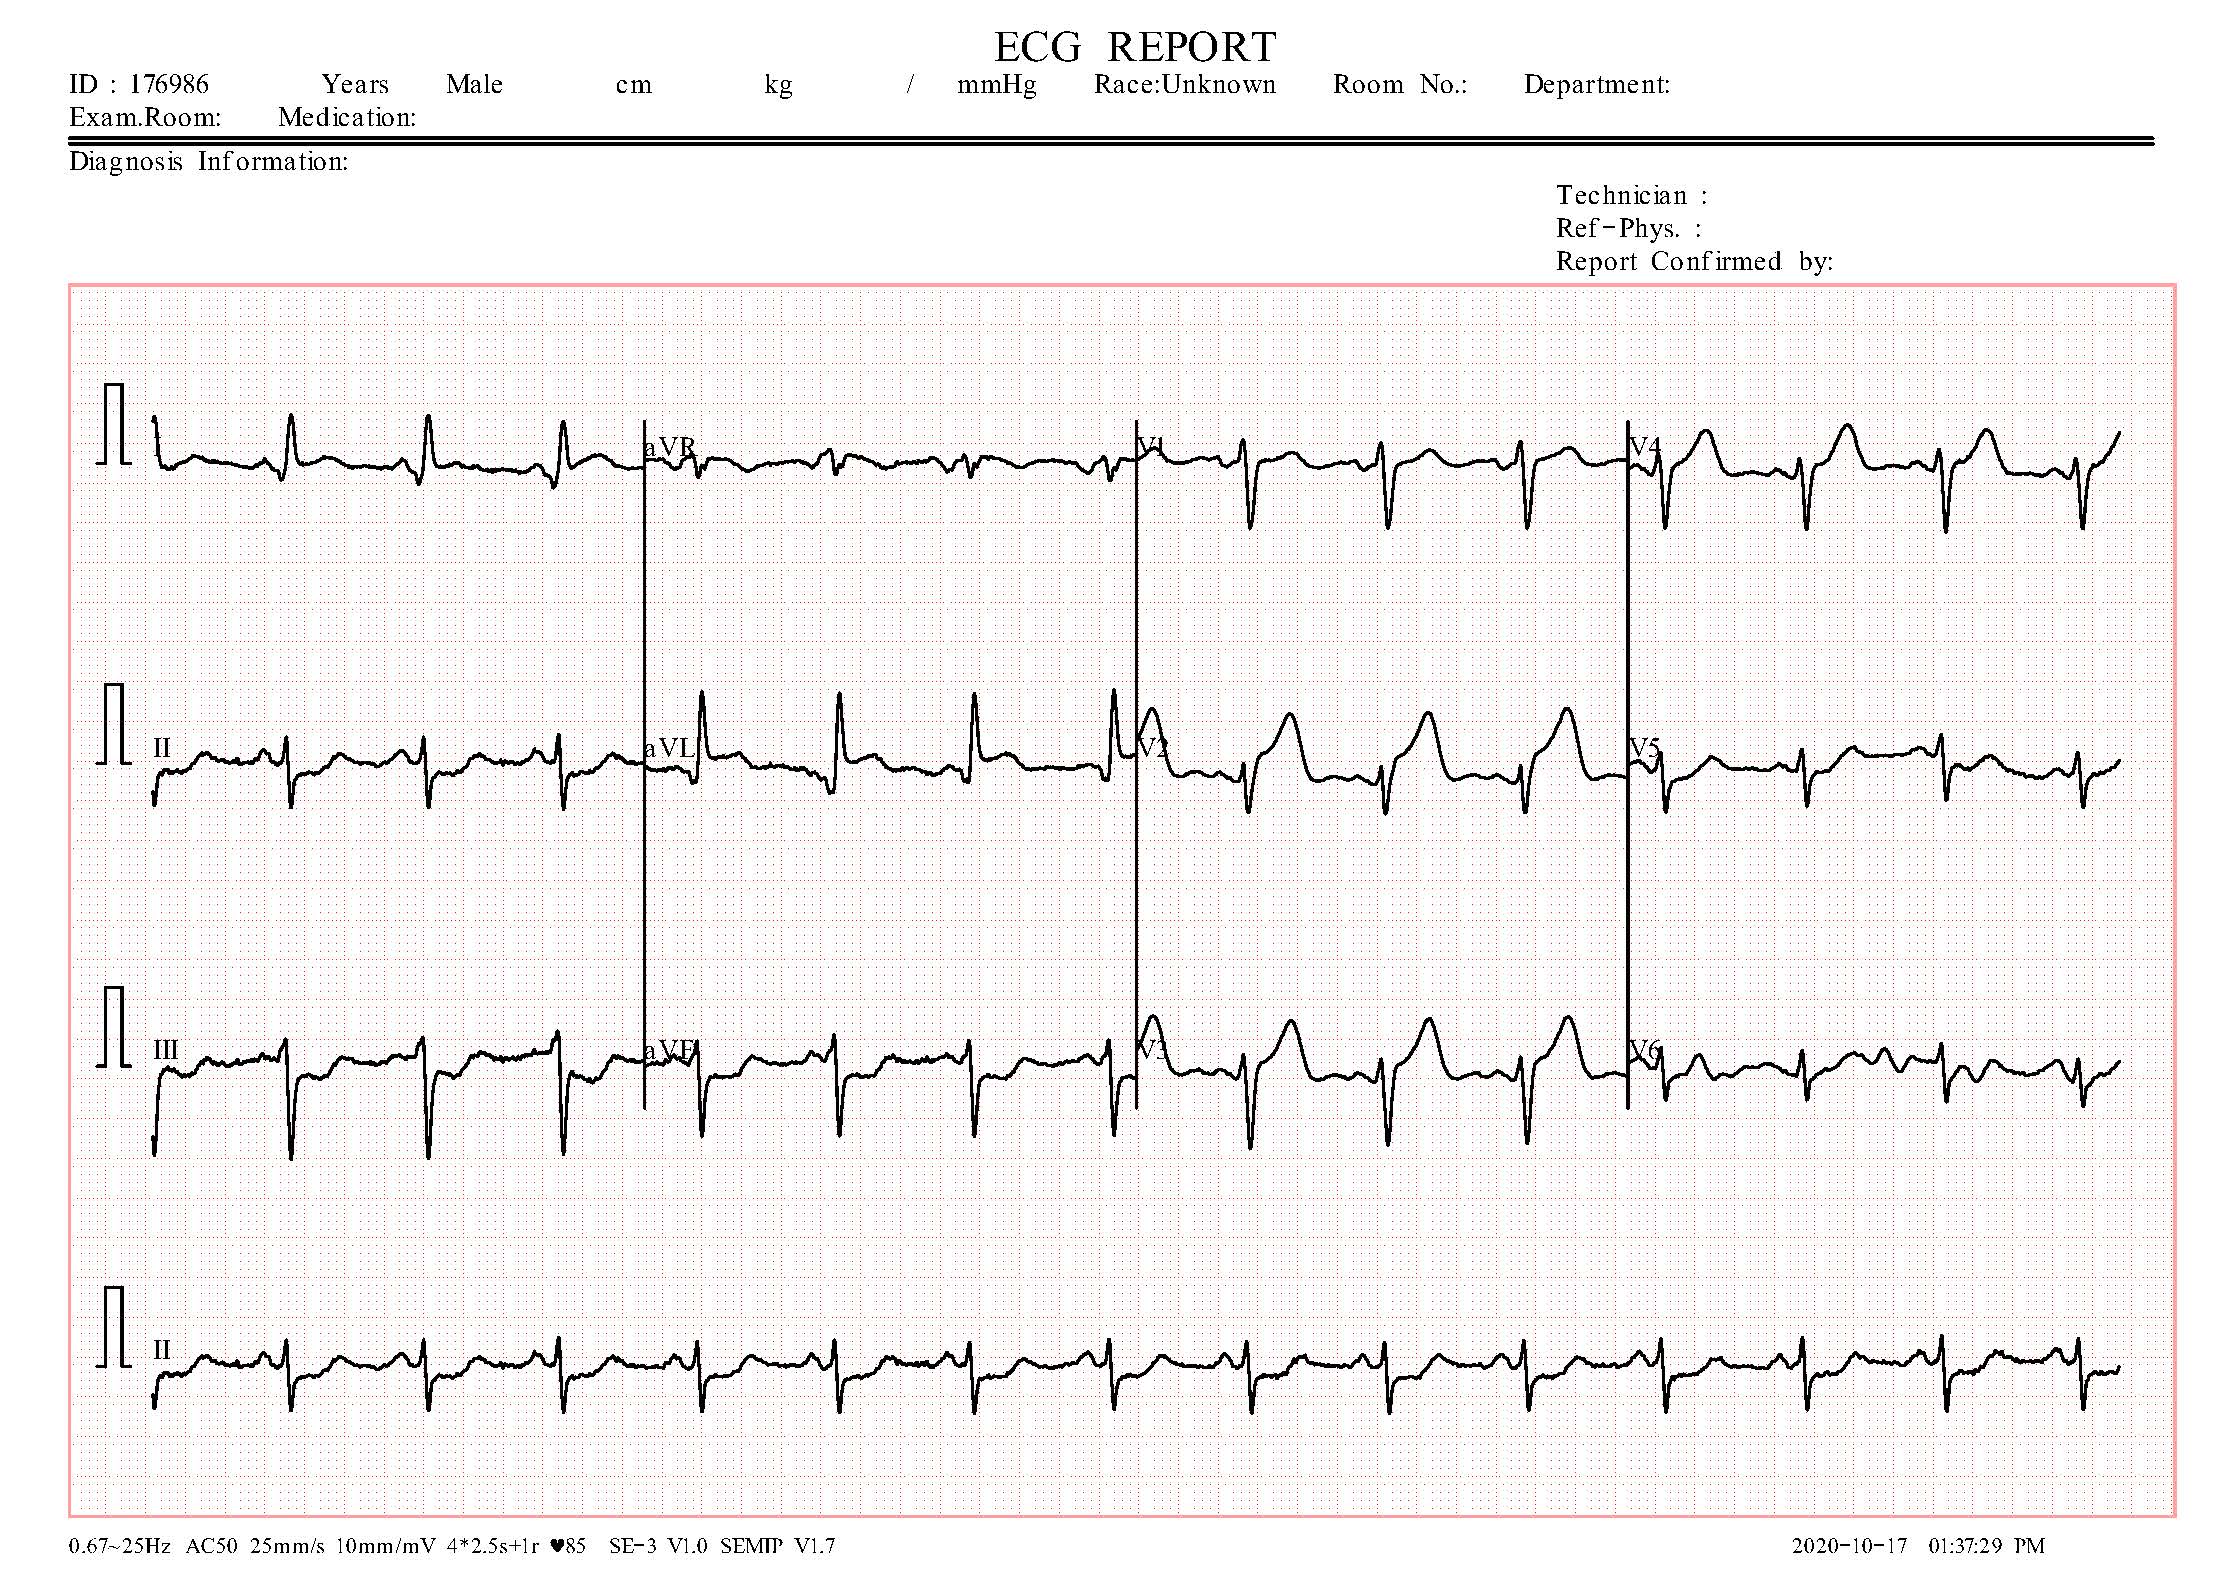 ECG REPORT
ID : 176986 Years Male cm kg / mmHg Race:Unknown Room No.: Department:
Exam.Room: Medication:
Diagnosis Information:
Technician :
Ref-Phys. :
Report Confirmed by:
aVR V1 V4
II aVL V2 V5
III aVF V3 V6
II
0.67~25Hz AC50 25mm/s 10mm/mV 4*2.5s+1r ♥85 SE-3 V1.0 SEMIP V1.7 2020-10-17 01:37:29 PM